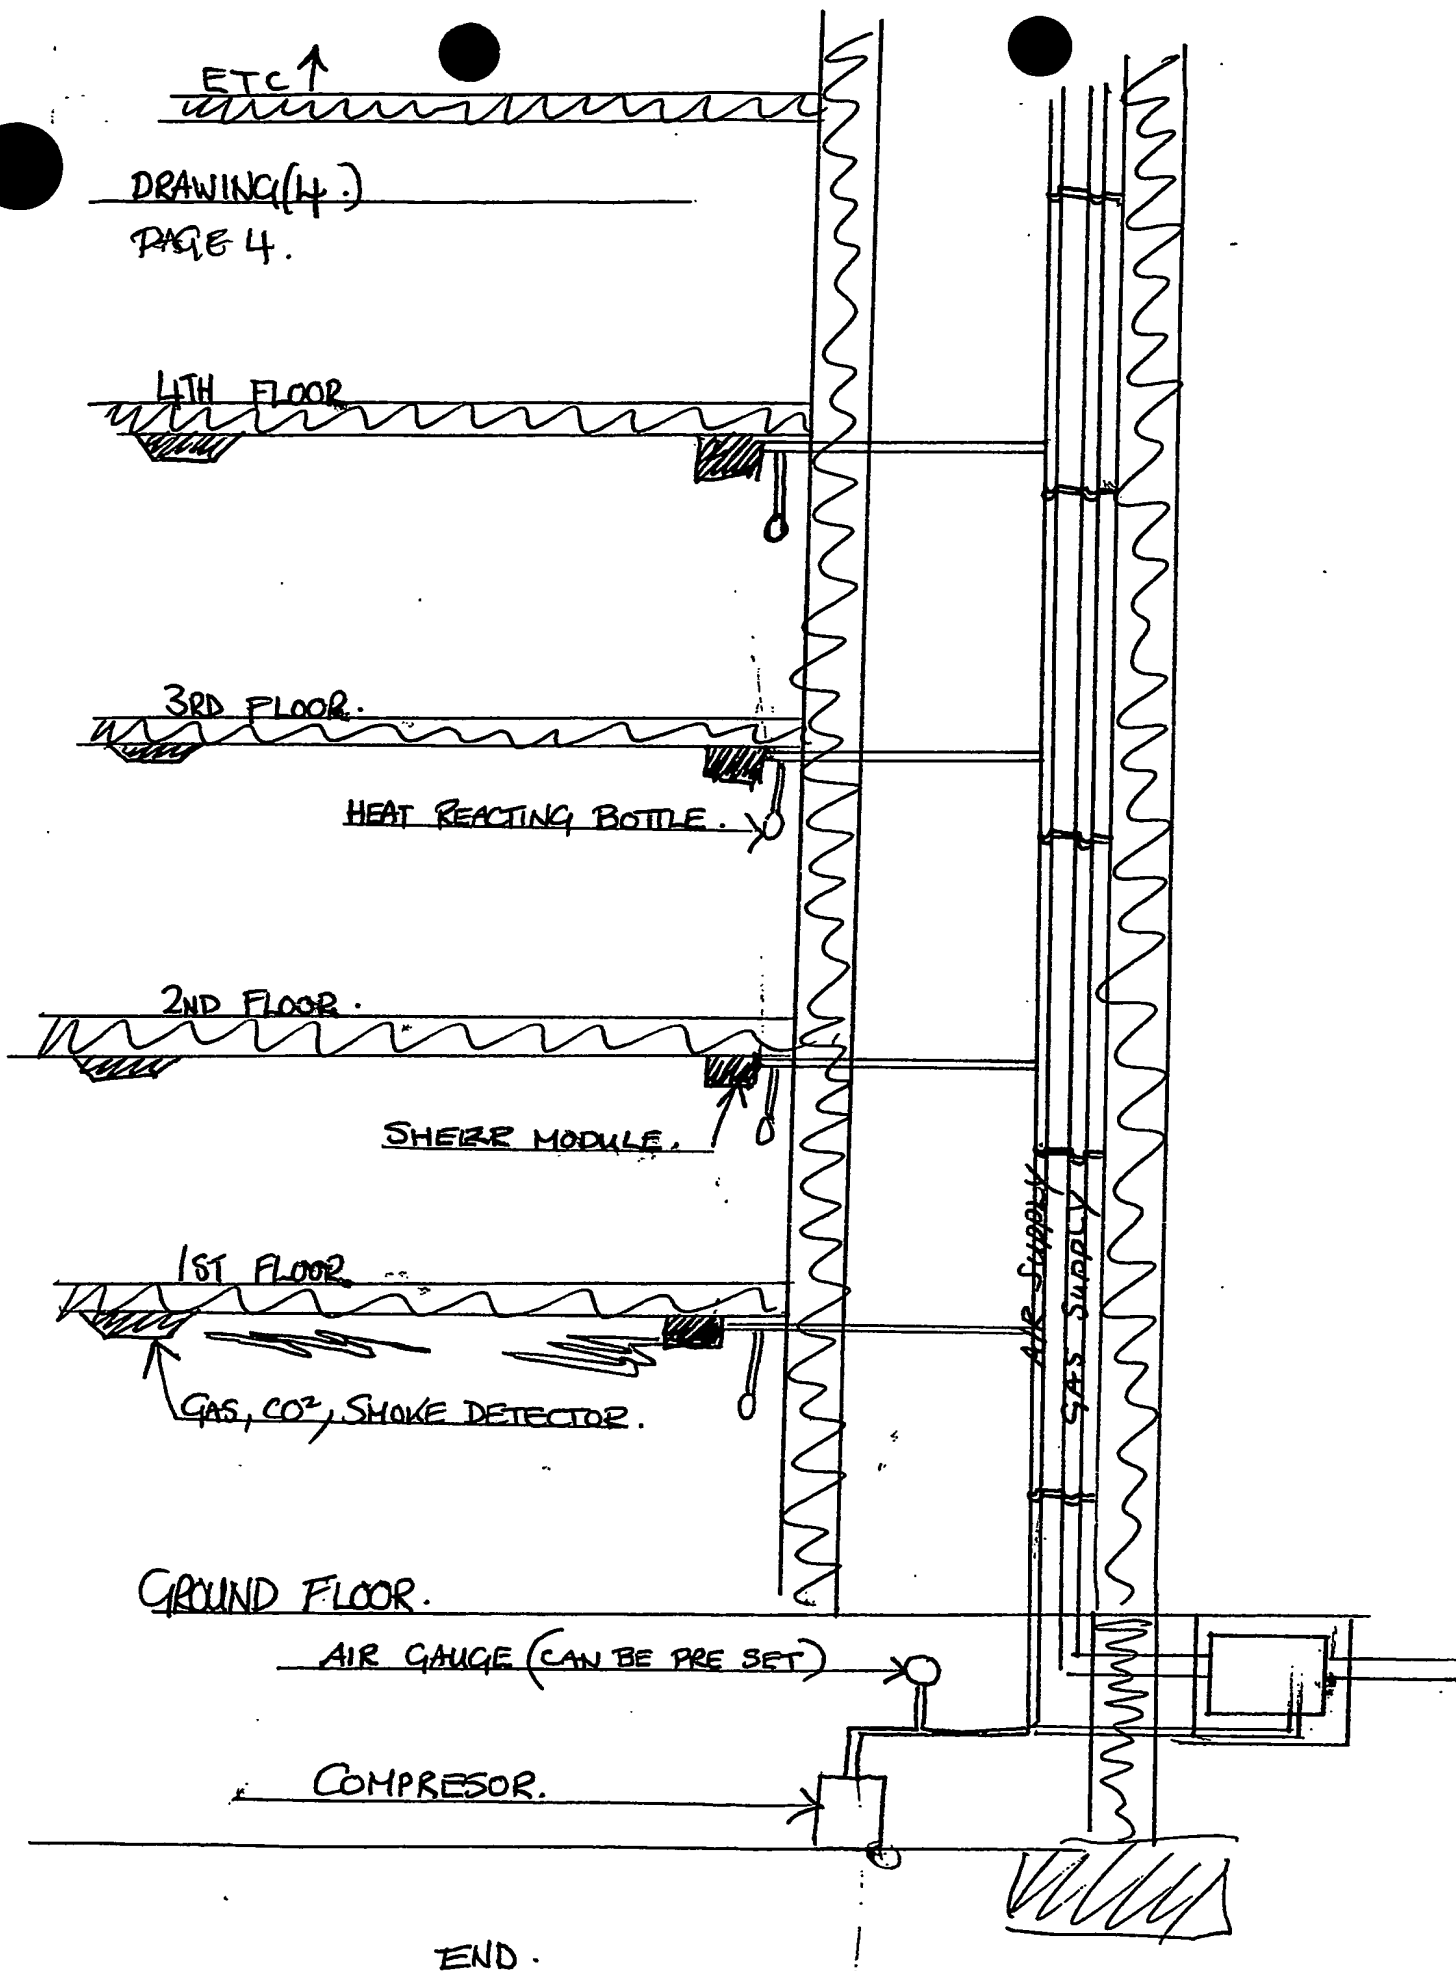 ETC ↑
DRAWING (4.)
PAGE 4.
4TH FLOOR
3RD FLOOR.
HEAT REACTING BOTTLE.
2ND FLOOR.
MODULE.
AIR SUPPLY
GAS SUPPLY
1ST FLOOR
GAS, CO², SMOKE DETECTOR.
GROUND FLOOR.
AIR GAUGE (CAN BE PRE SET)
COMPRESOR.
END.